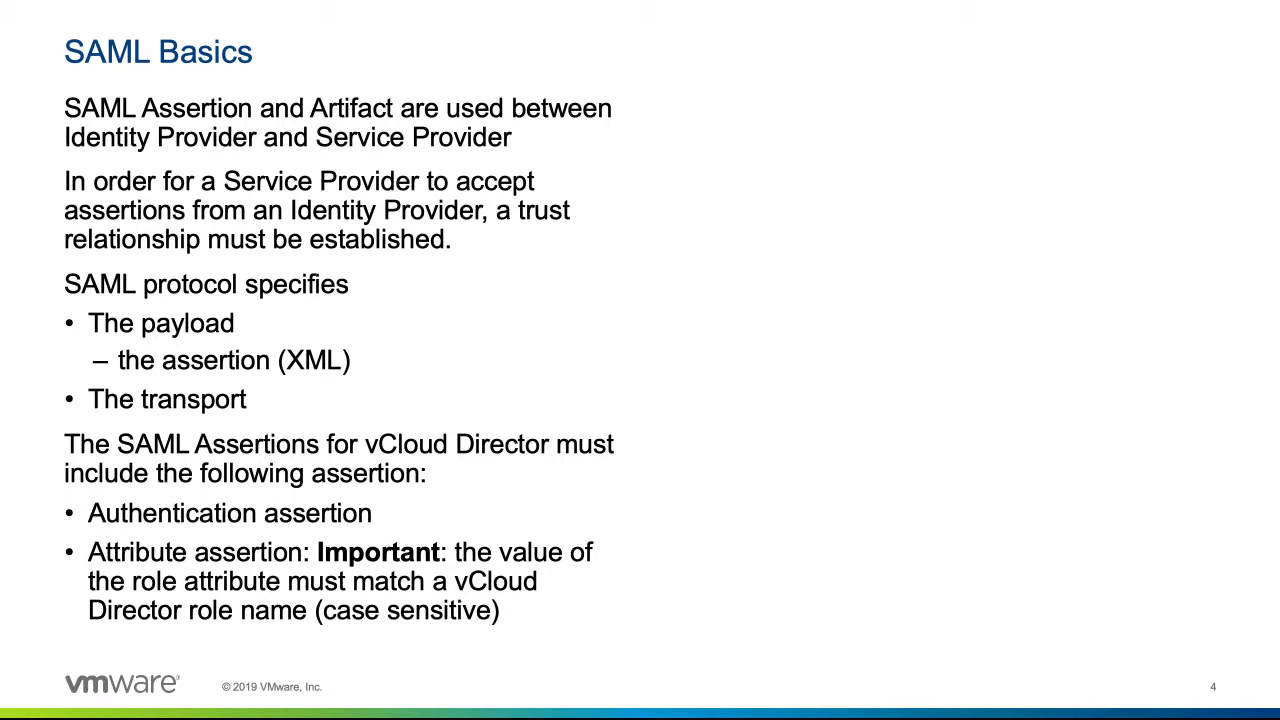 SAML Basics
SAML Assertion and Artifact are used between
Identity Provider and Service Provider
In order for a Service Provider to accept
assertions from an Identity Provider, a trust
relationship must be established.
SAML protocol specifies
• The payload
– the assertion (XML)
• The transport
The SAML Assertions for vCloud Director must
include the following assertion:
• Authentication assertion
• Attribute assertion: Important: the value of
the role attribute must match a vCloud
Director role name (case sensitive)
vmware
© 2019 VMware, Inc.
4